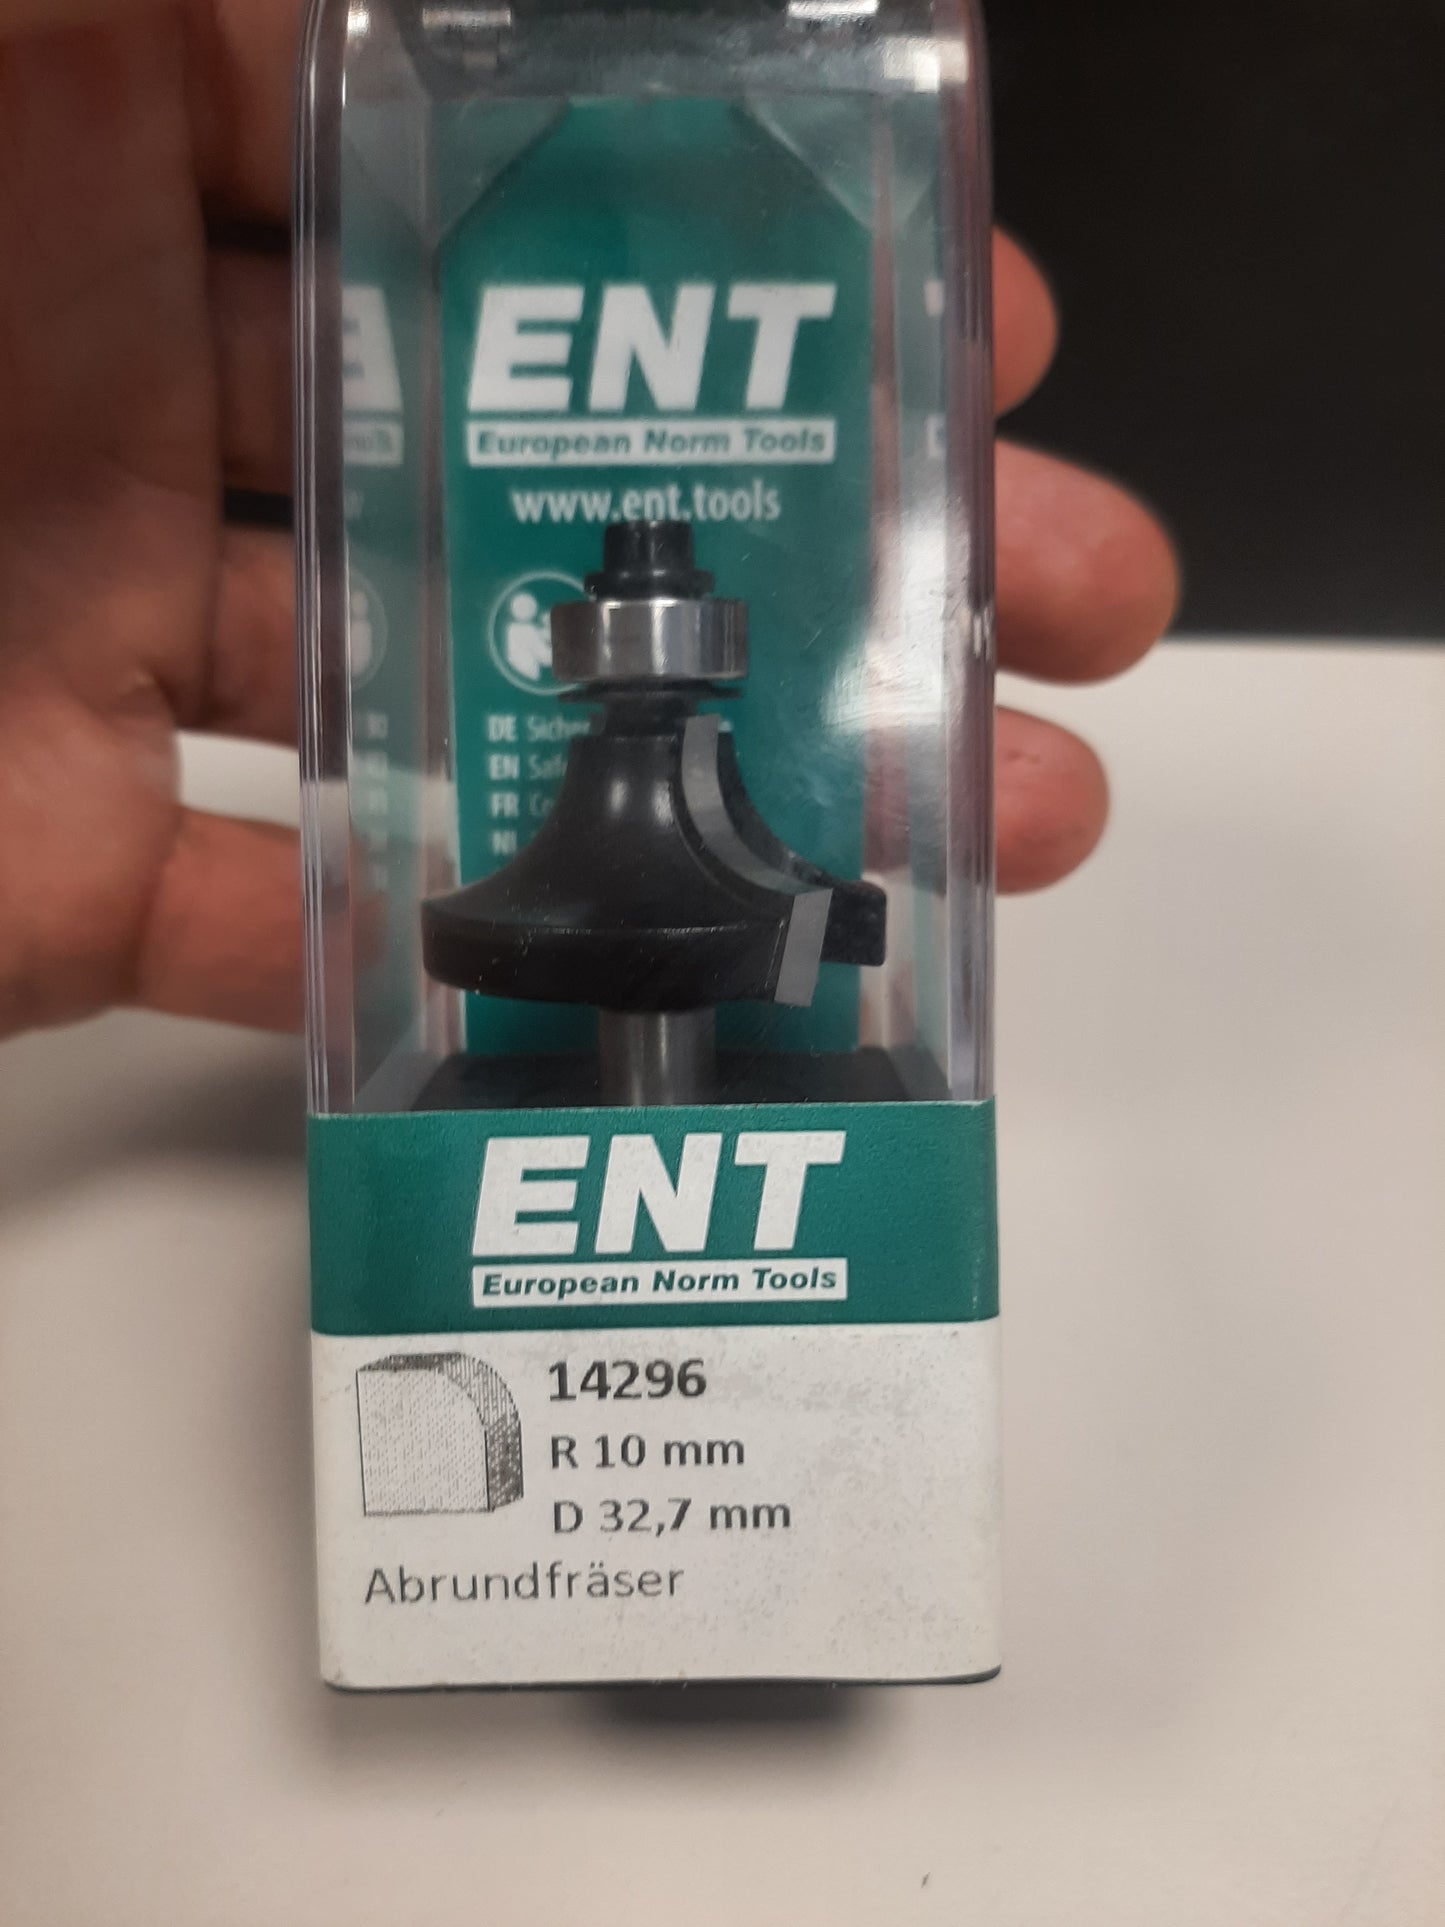 ENT
European Norm Tools
www.ent.tools
DE
EN
FR
ENT
European Norm Tools
14296
R 10 mm
D 32,7 mm
Abrundfräser